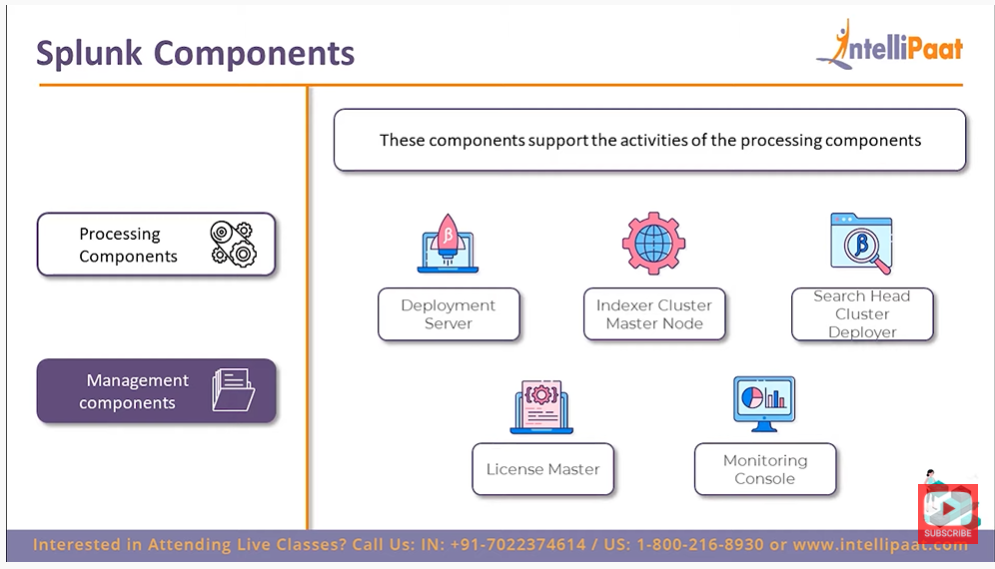 Splunk Components
IntelliPaat
These components support the activities of the processing components
Processing
Components
Management
components
β
Deployment
Server
Indexer Cluster
Master Node
β
Search Head
Cluster
Deployer
License Master
Monitoring
Console
SUBSCRIBE
Interested in Attending Live Classes? Call Us: IN: +91-7022374614 / US: 1-800-216-8930 or www.intellipaat.com